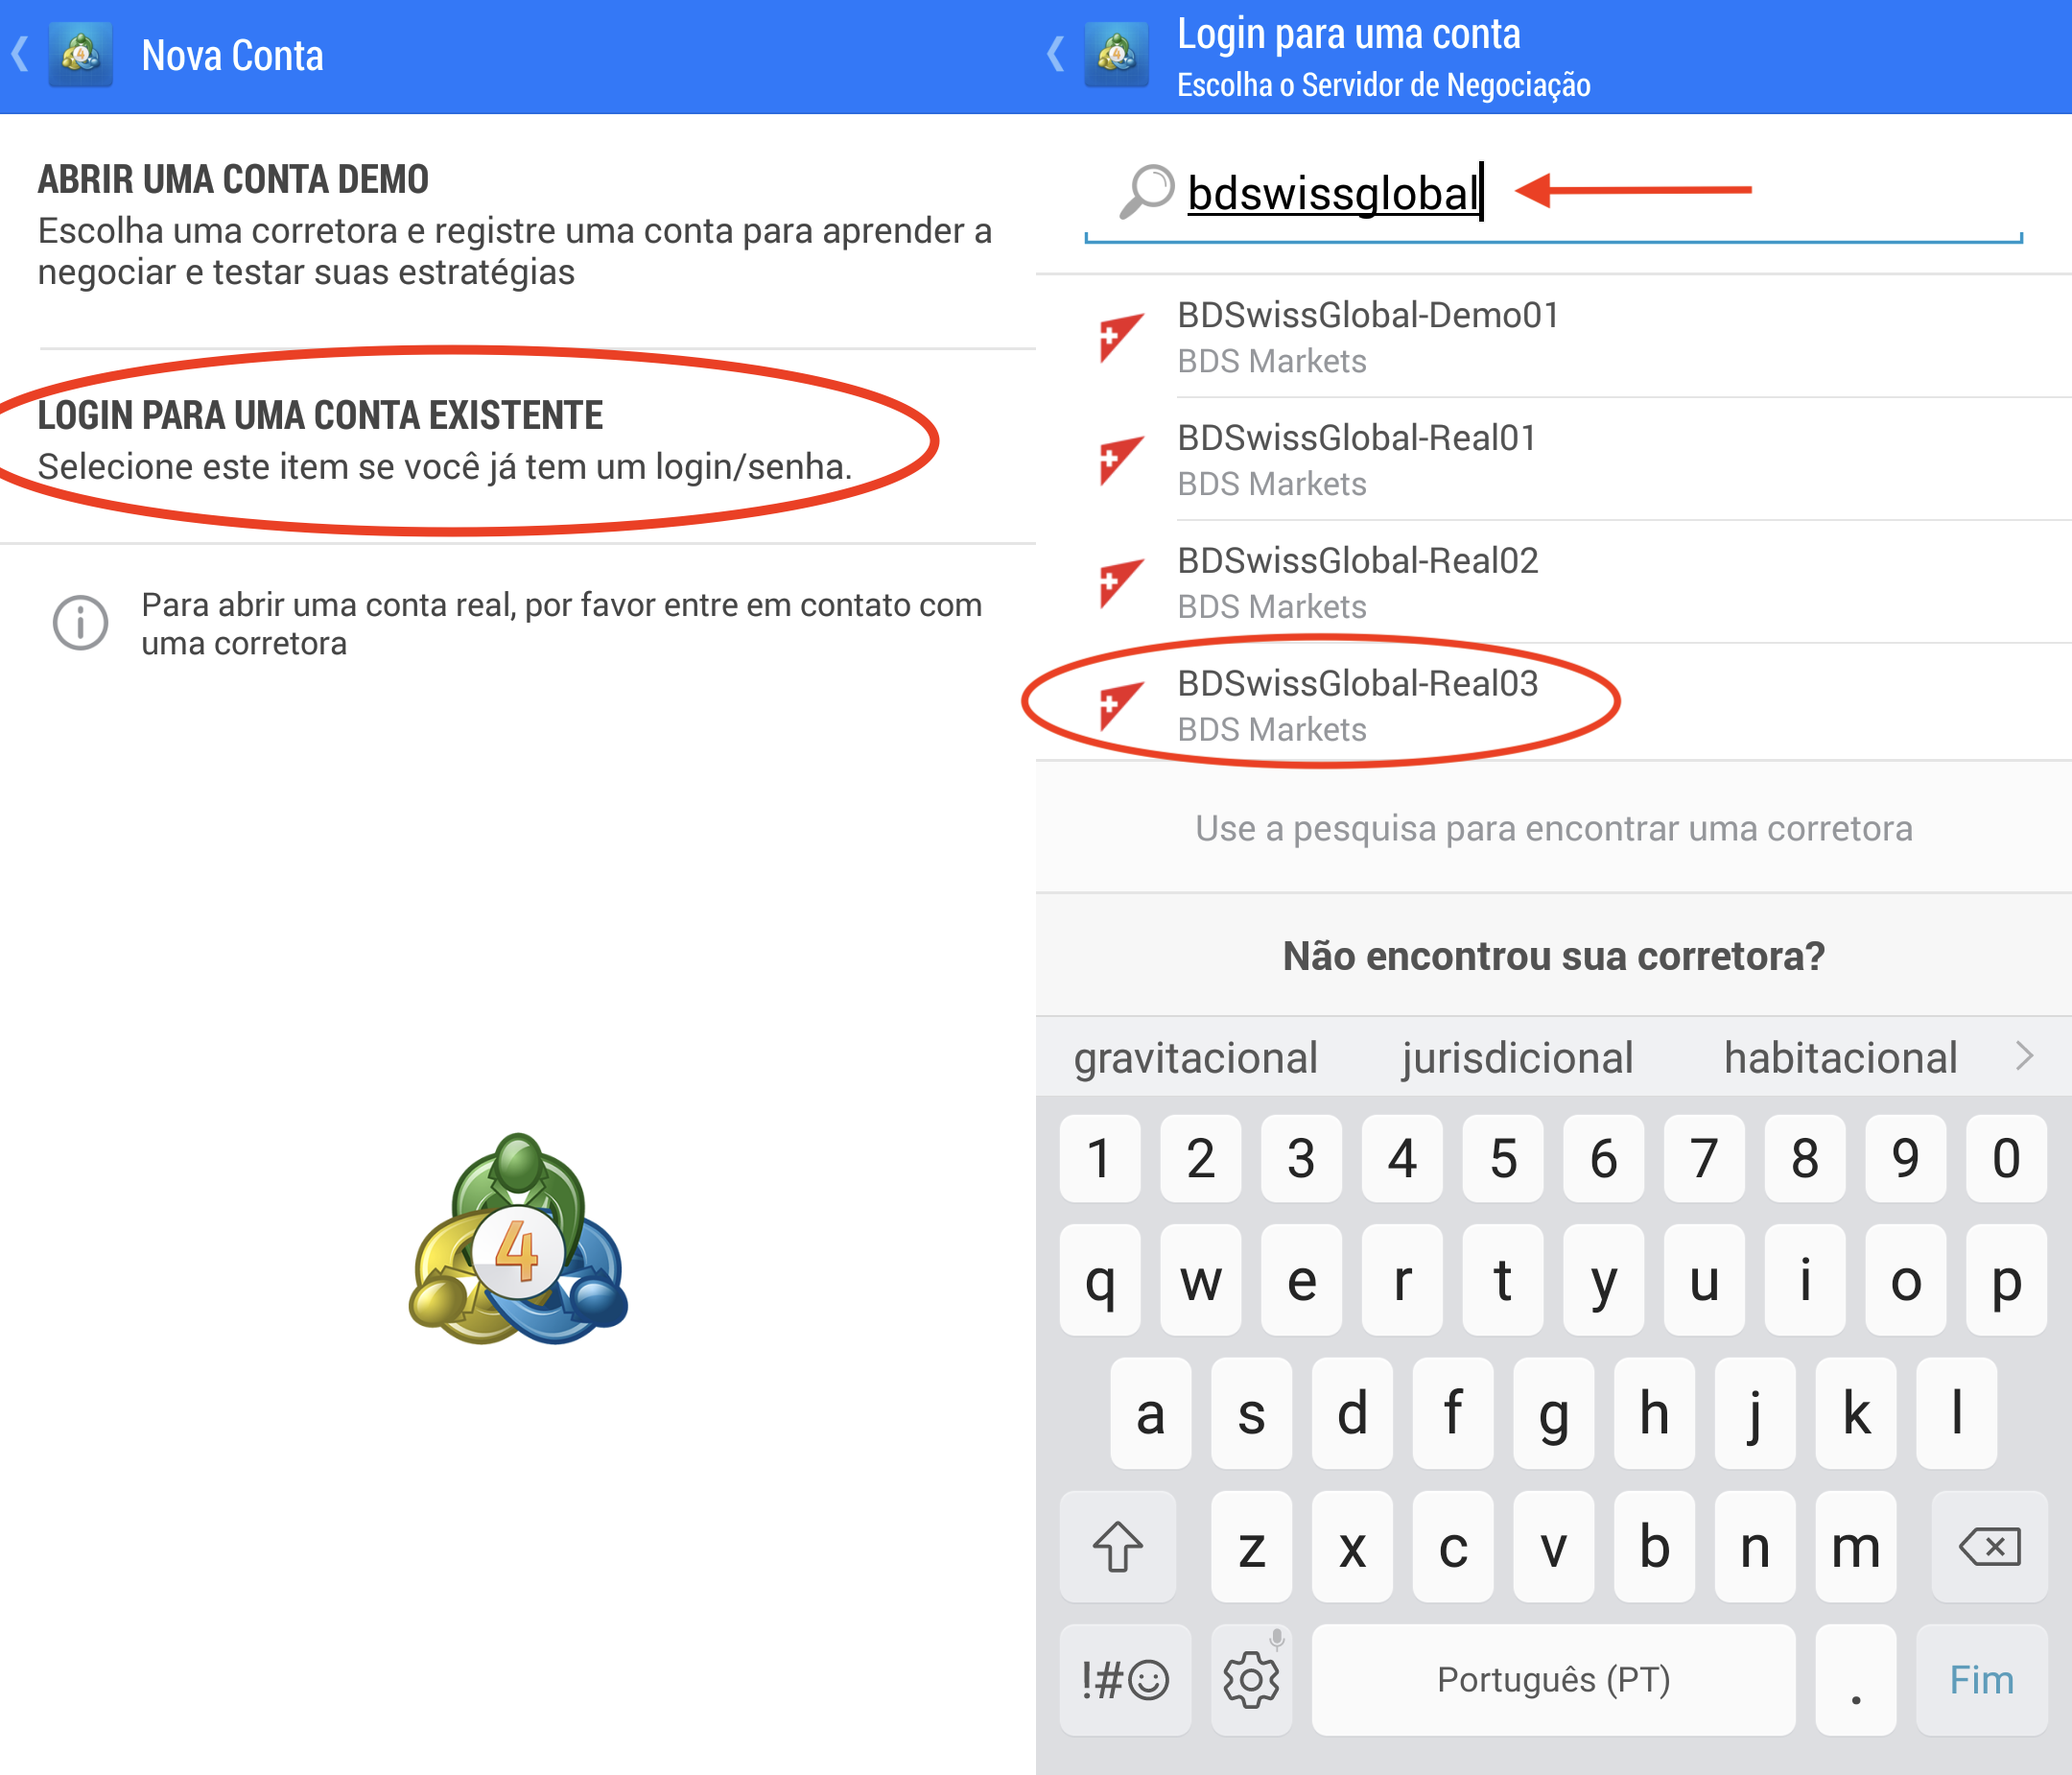 Nova Conta
ABRIR UMA CONTA DEMO
Escolha uma corretora e registre uma conta para aprender a
negociar e testar suas estratégias
LOGIN PARA UMA CONTA EXISTENTE
Selecione este item se você já tem um login/senha.
Para abrir uma conta real, por favor entre em contato com
uma corretora
4
Login para uma conta
Escolha o Servidor de Negociação
bdswissglobal
BDSwissGlobal-Demo01
BDS Markets
BDSwissGlobal-Real01
BDS Markets
BDSwissGlobal-Real02
BDS Markets
BDSwissGlobal-Real03
BDS Markets
Use a pesquisa para encontrar uma corretora
Não encontrou sua corretora?
gravitacional jurisdicional habitacional
1 2 3 4 5 6 7 8 9 0
q w e r t y u i o p
a s d f g h j k l
z x c v b n m
!#☺ Português (PT) . Fim